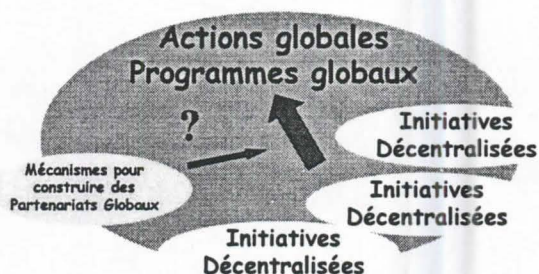 Actions globales
Programmes globaux
?
Initiatives
Décentralisées
Mécanismes pour
construire des
Partenariats Globaux
Initiatives
Décentralisées
Initiatives
Décentralisées